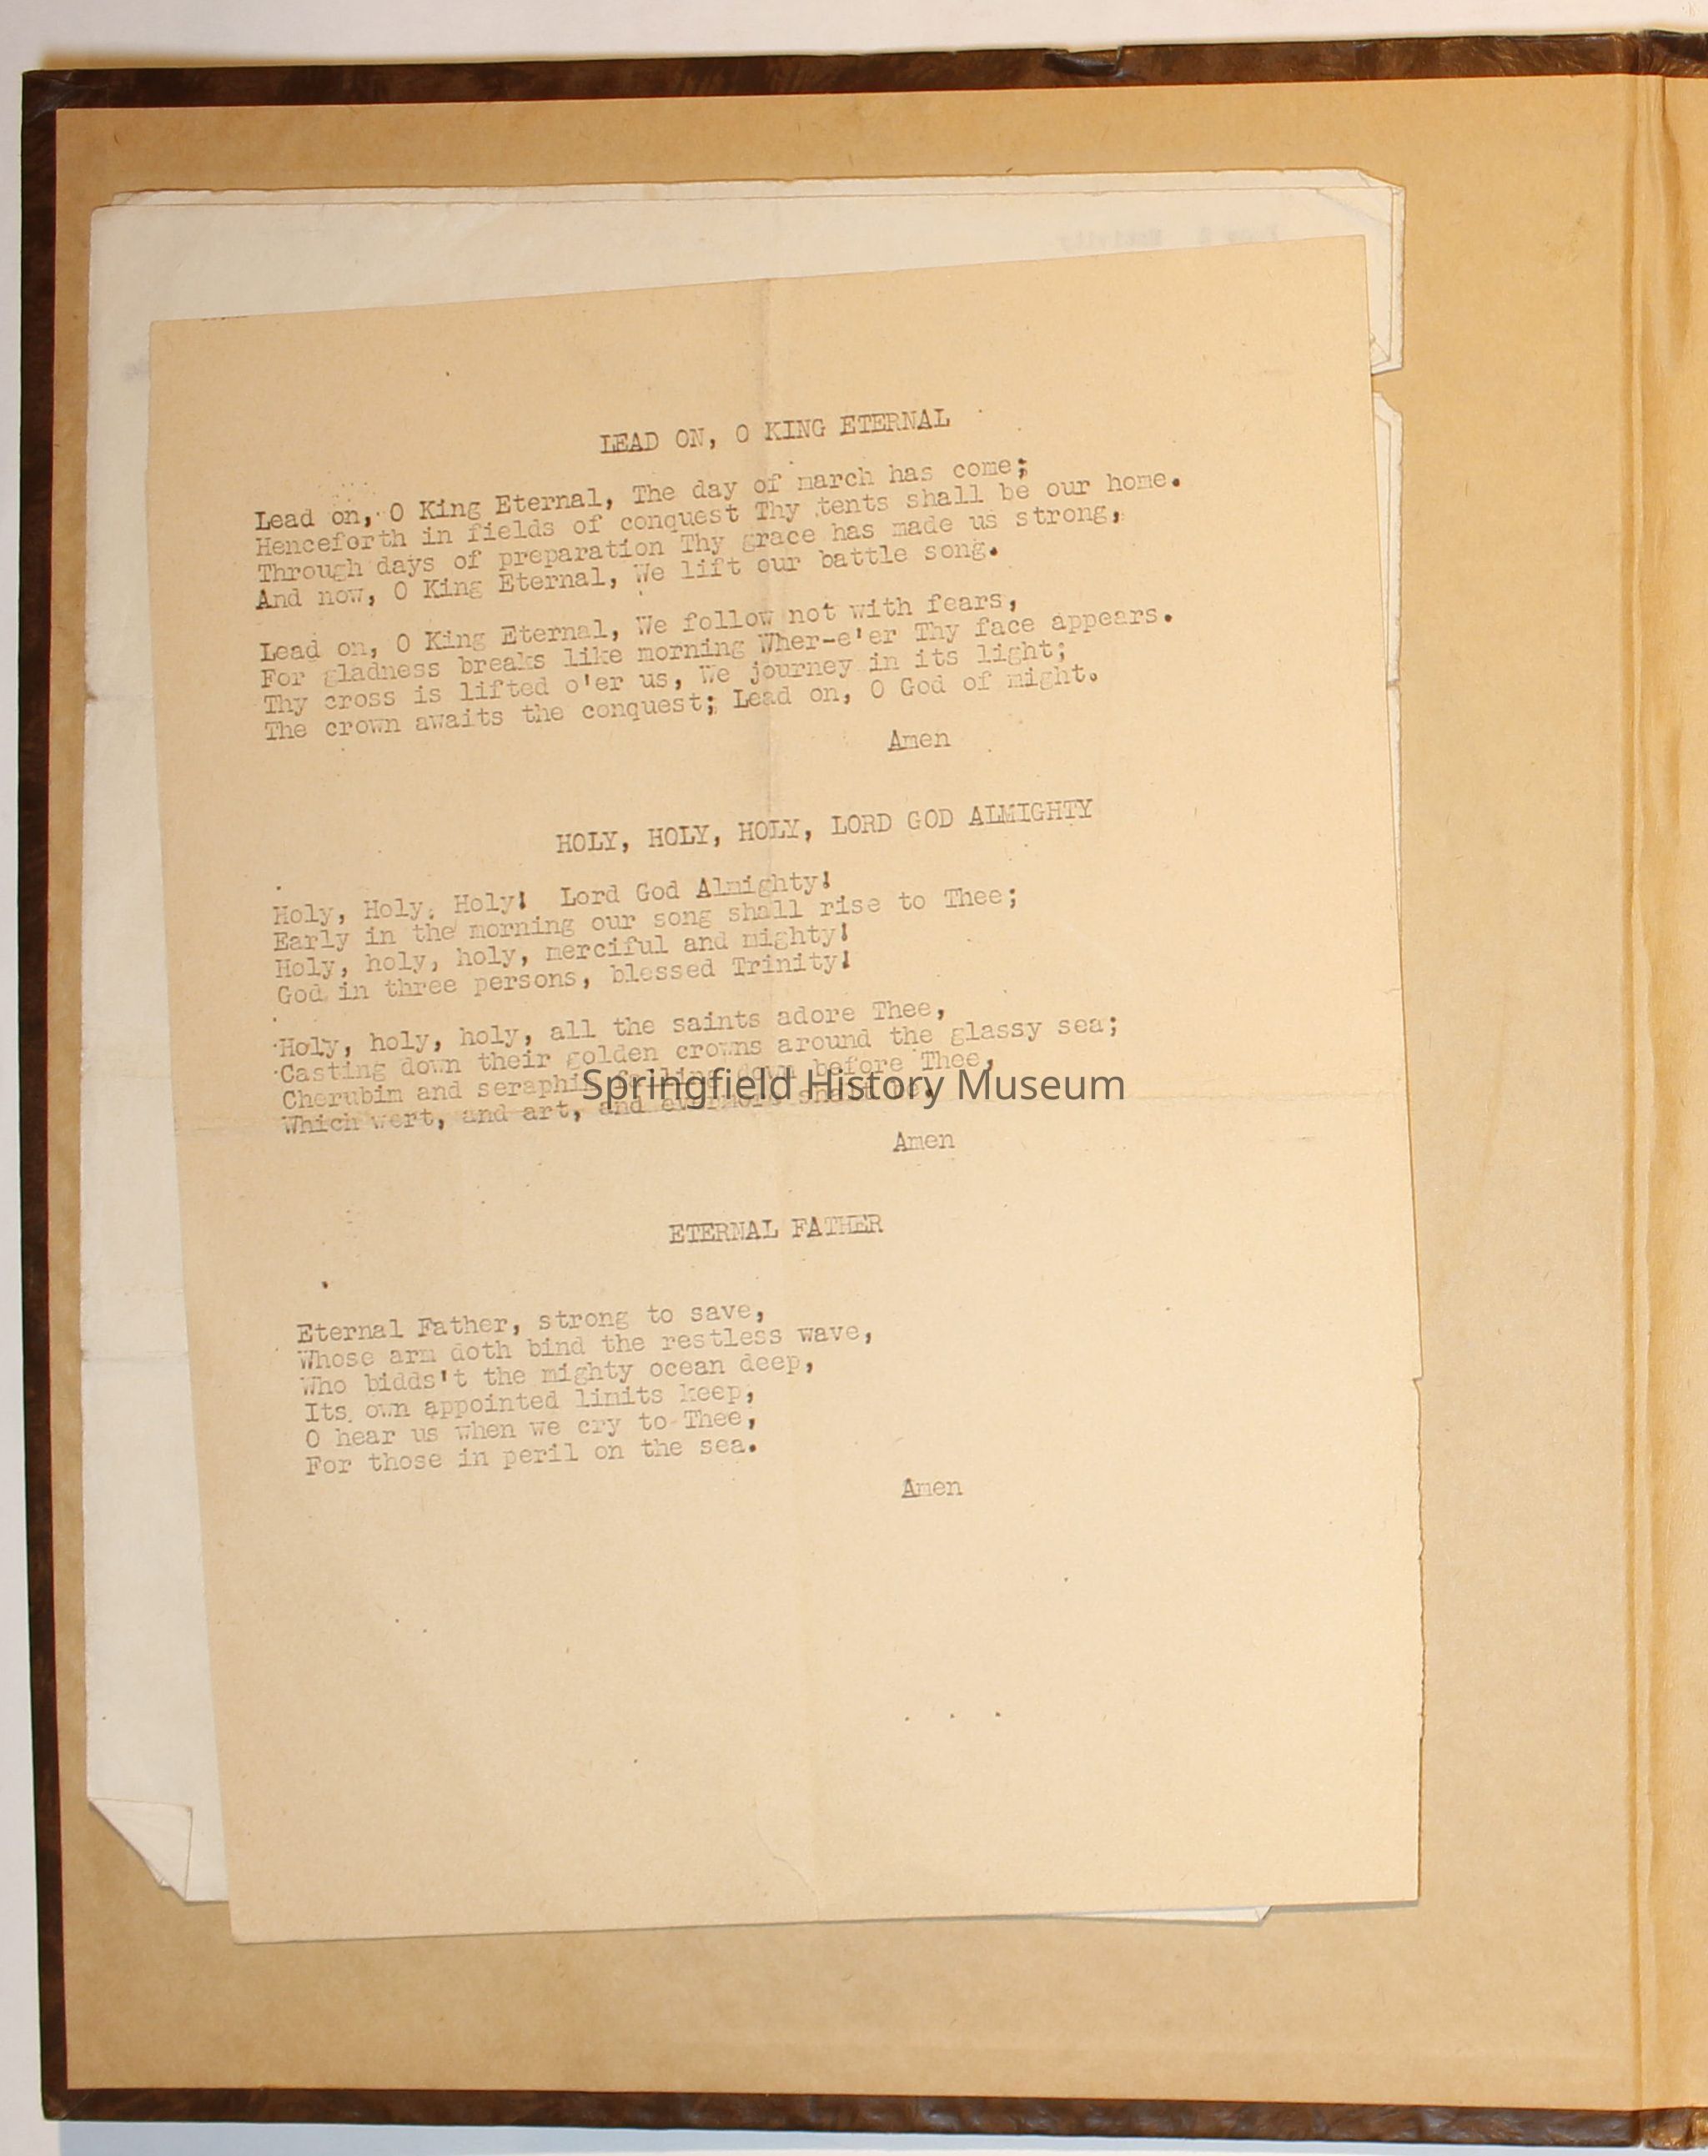 LEAD ON, O KING ETERNAL
Lead on, O King Eternal, The day of march has come;
Henceforth in fields of conquest Thy tents shall be our home.
Through days of preparation Thy grace has made us strong,
And now, O King Eternal, We lift our battle song.
Lead on, O King Eternal, We follow not with fears,
For gladness breaks like morning Wher-e'er Thy face appears.
Thy cross is lifted o'er us, We journey in its light;
The crown awaits the conquest; Lead on, O God of might.
Amen
HOLY, HOLY, HOLY, LORD GOD ALMIGHTY
Holy, Holy, Holy! Lord God Almighty!
Early in the morning our song shall rise to Thee;
Holy, holy, holy, merciful and mighty!
God in three persons, blessed Trinity!
Holy, holy, holy, all the saints adore Thee,
Casting down their golden crowns around the glassy sea;
Cherubim and seraphim falling down before Thee,
Springfield History Museum
Which wert, and art, and evermore shalt be.
Amen
ETERNAL FATHER
Eternal Father, strong to save,
Whose arm doth bind the restless wave,
Who bidds't the mighty ocean deep,
Its own appointed limits keep;
O hear us when we cry to Thee,
For those in peril on the sea.
Amen